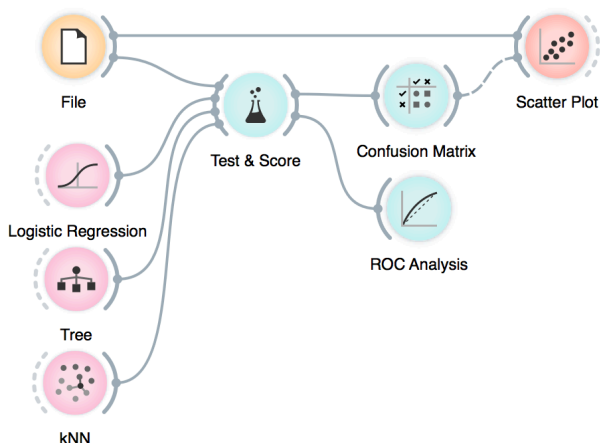 File
Test & Score
Confusion Matrix
Scatter Plot
Logistic Regression
ROC Analysis
Tree
kNN